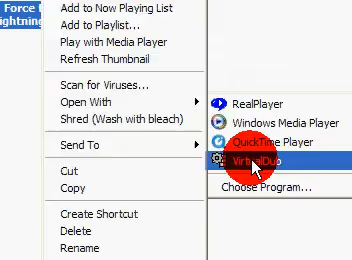 Force
lightning...
Add to Now Playing List
Add to Playlist...
Play with Media Player
Refresh Thumbnail
Scan for Viruses...
Open With
Shred (Wash with bleach)
Send To
Cut
Copy
Create Shortcut
Delete
Rename
RealPlayer
Windows Media Player
QuickTime Player
VirtualDub
Choose Program...